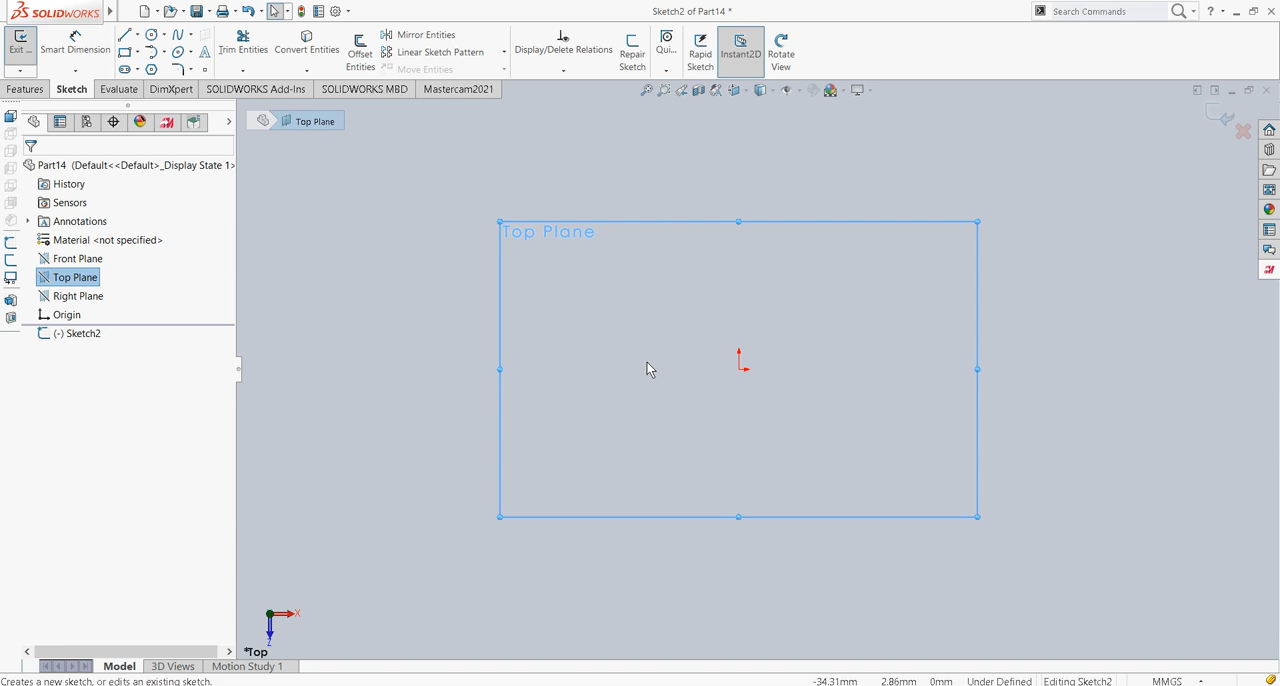 SOLIDWORKS
Sketch2 of Part14 *
Search Commands
?
Exit ...
Smart Dimension
Trim Entities
Convert Entities
Offset
Entities
Mirror Entities
Linear Sketch Pattern
Move Entities
Display/Delete Relations
Repair
Sketch
Qui...
Rapid
Sketch
Instant2D
Rotate
View
Features
Sketch
Evaluate
DimXpert
SOLIDWORKS Add-Ins
SOLIDWORKS MBD
Mastercam2021
Top Plane
Part14 (Default<<Default>_Display State 1>
History
Sensors
Annotations
Material <not specified>
Front Plane
Top Plane
Right Plane
Origin
(-) Sketch2
Top Plane
X
Z
*Top
Model
3D Views
Motion Study 1
Creates a new sketch, or edits an existing sketch.
-34.31mm
2.86mm
0mm
Under Defined
Editing Sketch2
MMGS